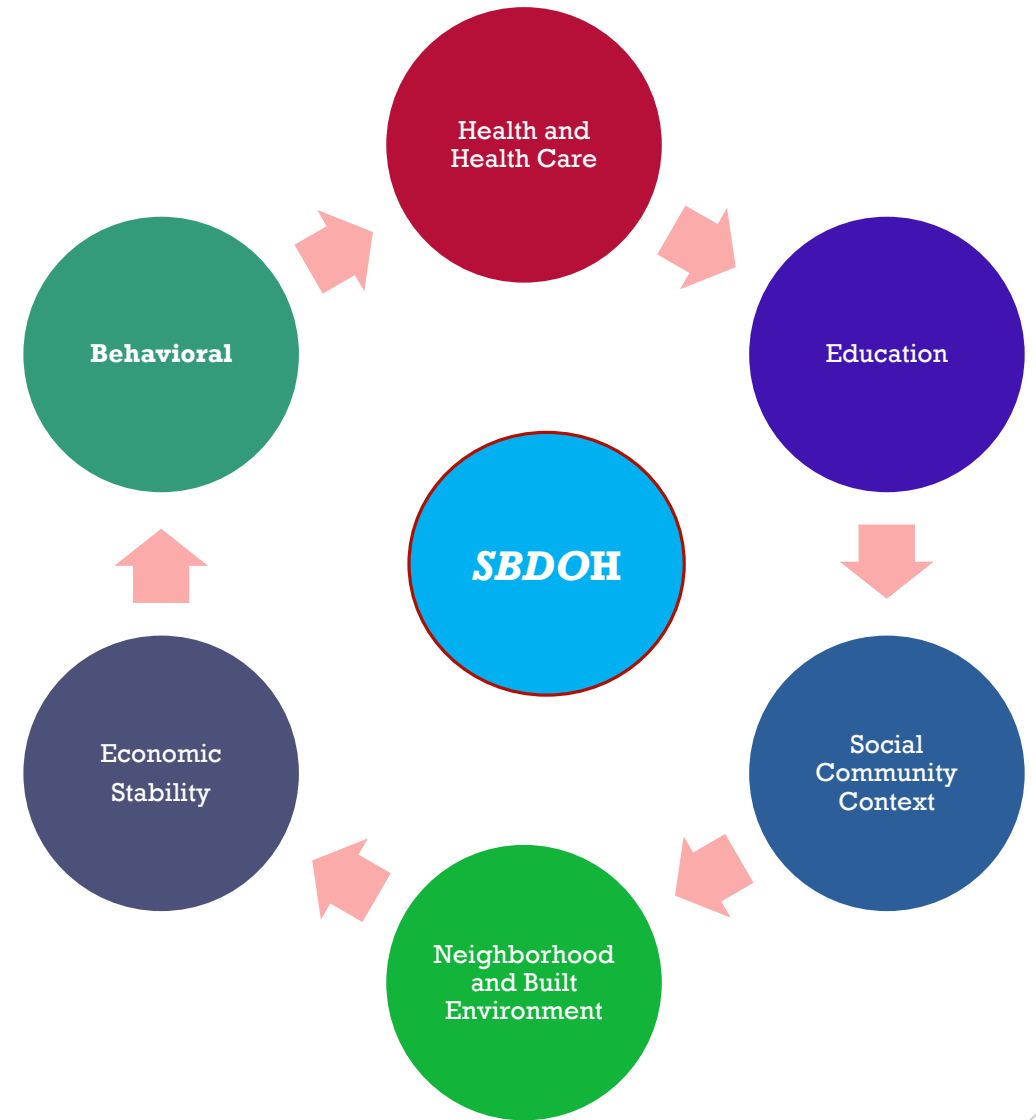 Health and
Health Care
Behavioral
Education
SBDOH
Economic
Stability
Social
Community
Context
Neighborhood
and Built
Environment